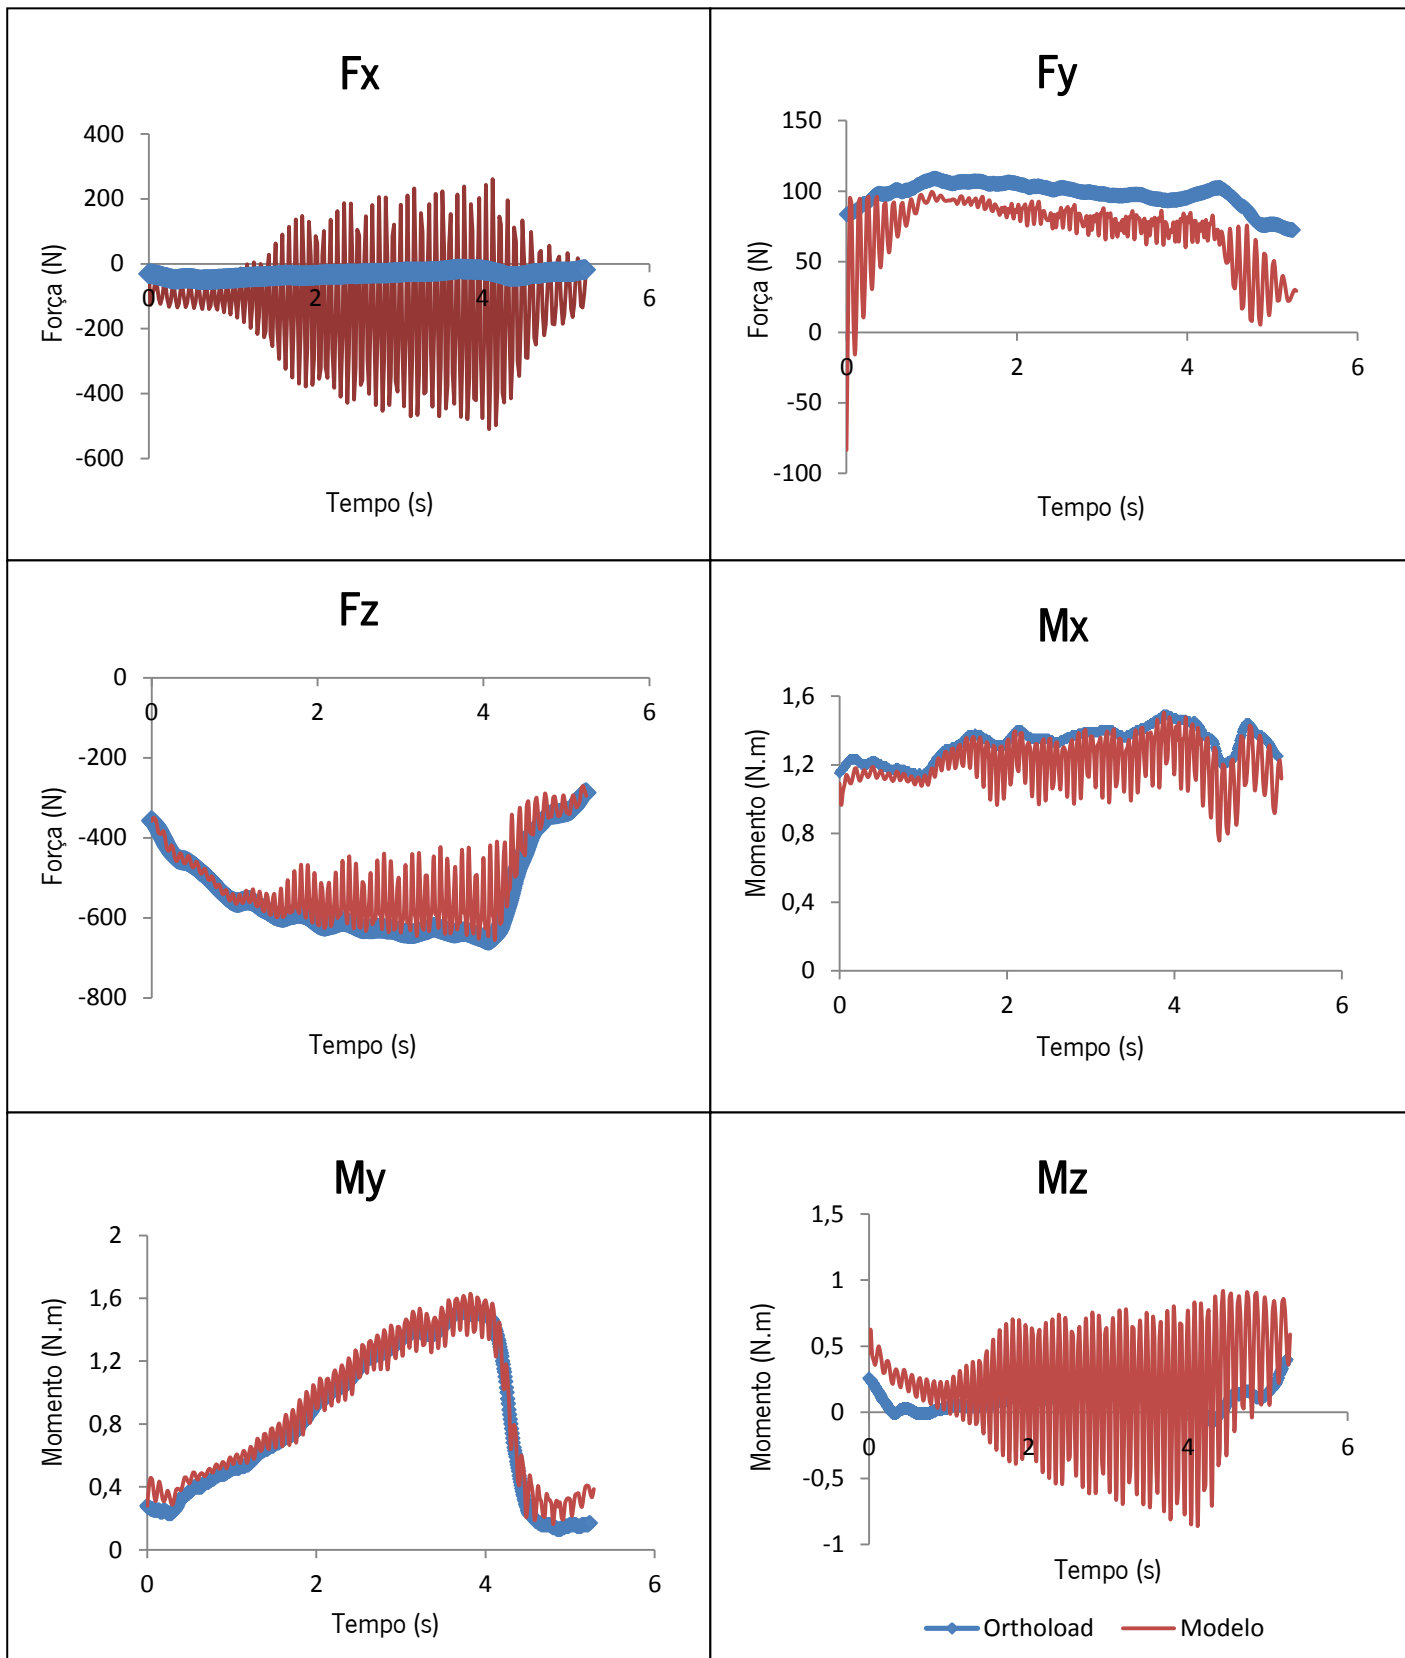 Fx
400
200
0
-200
-400
-600
0 2 4 6
Força (N)
Tempo (s)
Fy
150
100
50
0
-50
-100
0 2 4 6
Força (N)
Tempo (s)
Fz
0
-200
-400
-600
-800
0 2 4 6
Força (N)
Tempo (s)
Mx
1,6
1,2
0,8
0,4
0
0 2 4 6
Momento (N.m)
Tempo (s)
My
2
1,6
1,2
0,8
0,4
0
0 2 4 6
Momento (N.m)
Tempo (s)
Mz
1,5
1
0,5
0
-0,5
-1
0 2 4 6
Momento (N.m)
Tempo (s)
Orthoload Modelo